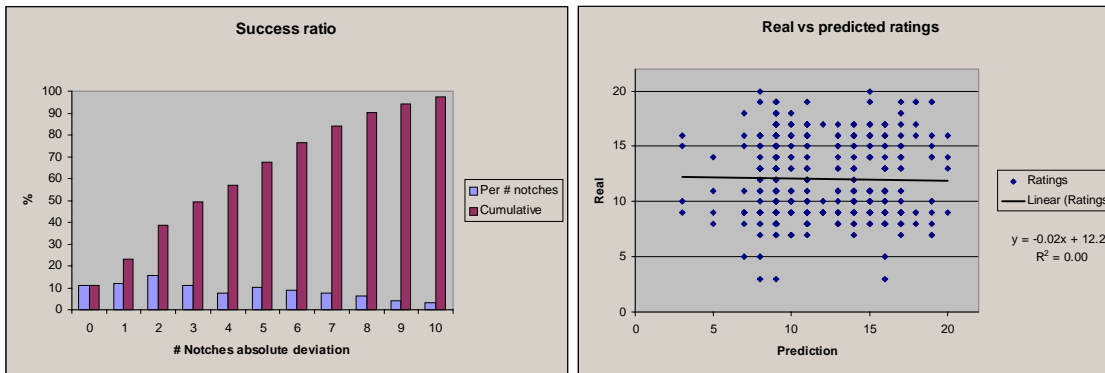 Success ratio
100
90
80
70
60
50
40
30
20
10
0
%
0 1 2 3 4 5 6 7 8 9 10
# Notches absolute deviation
Per # notches
Cumulative
Real vs predicted ratings
20
15
10
5
0
Real
0 5 10 15 20
Prediction
Ratings
Linear (Ratings
y = -0.02x + 12.2
R² = 0.00